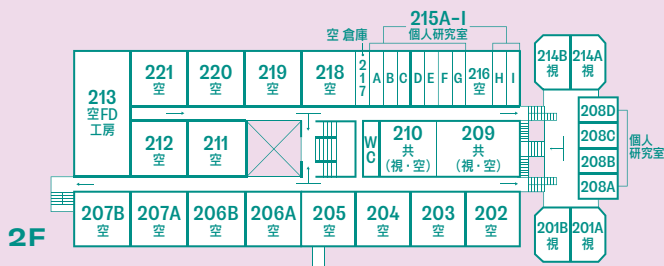 215A-I
個人研究室
空 倉庫
213
空FD
工房
221
空
220
空
219
空
218
空
217
A
B
C
D
E
F
G
216
空
H
I
214B
視
214A
視
212
空
211
空
WC
210
共
(視・空)
209
共
(視・空)
208D
208C
208B
208A
個人
研究室
207B
空
207A
空
206B
空
206A
空
205
空
204
空
203
空
202
空
201B
視
201A
視
2F